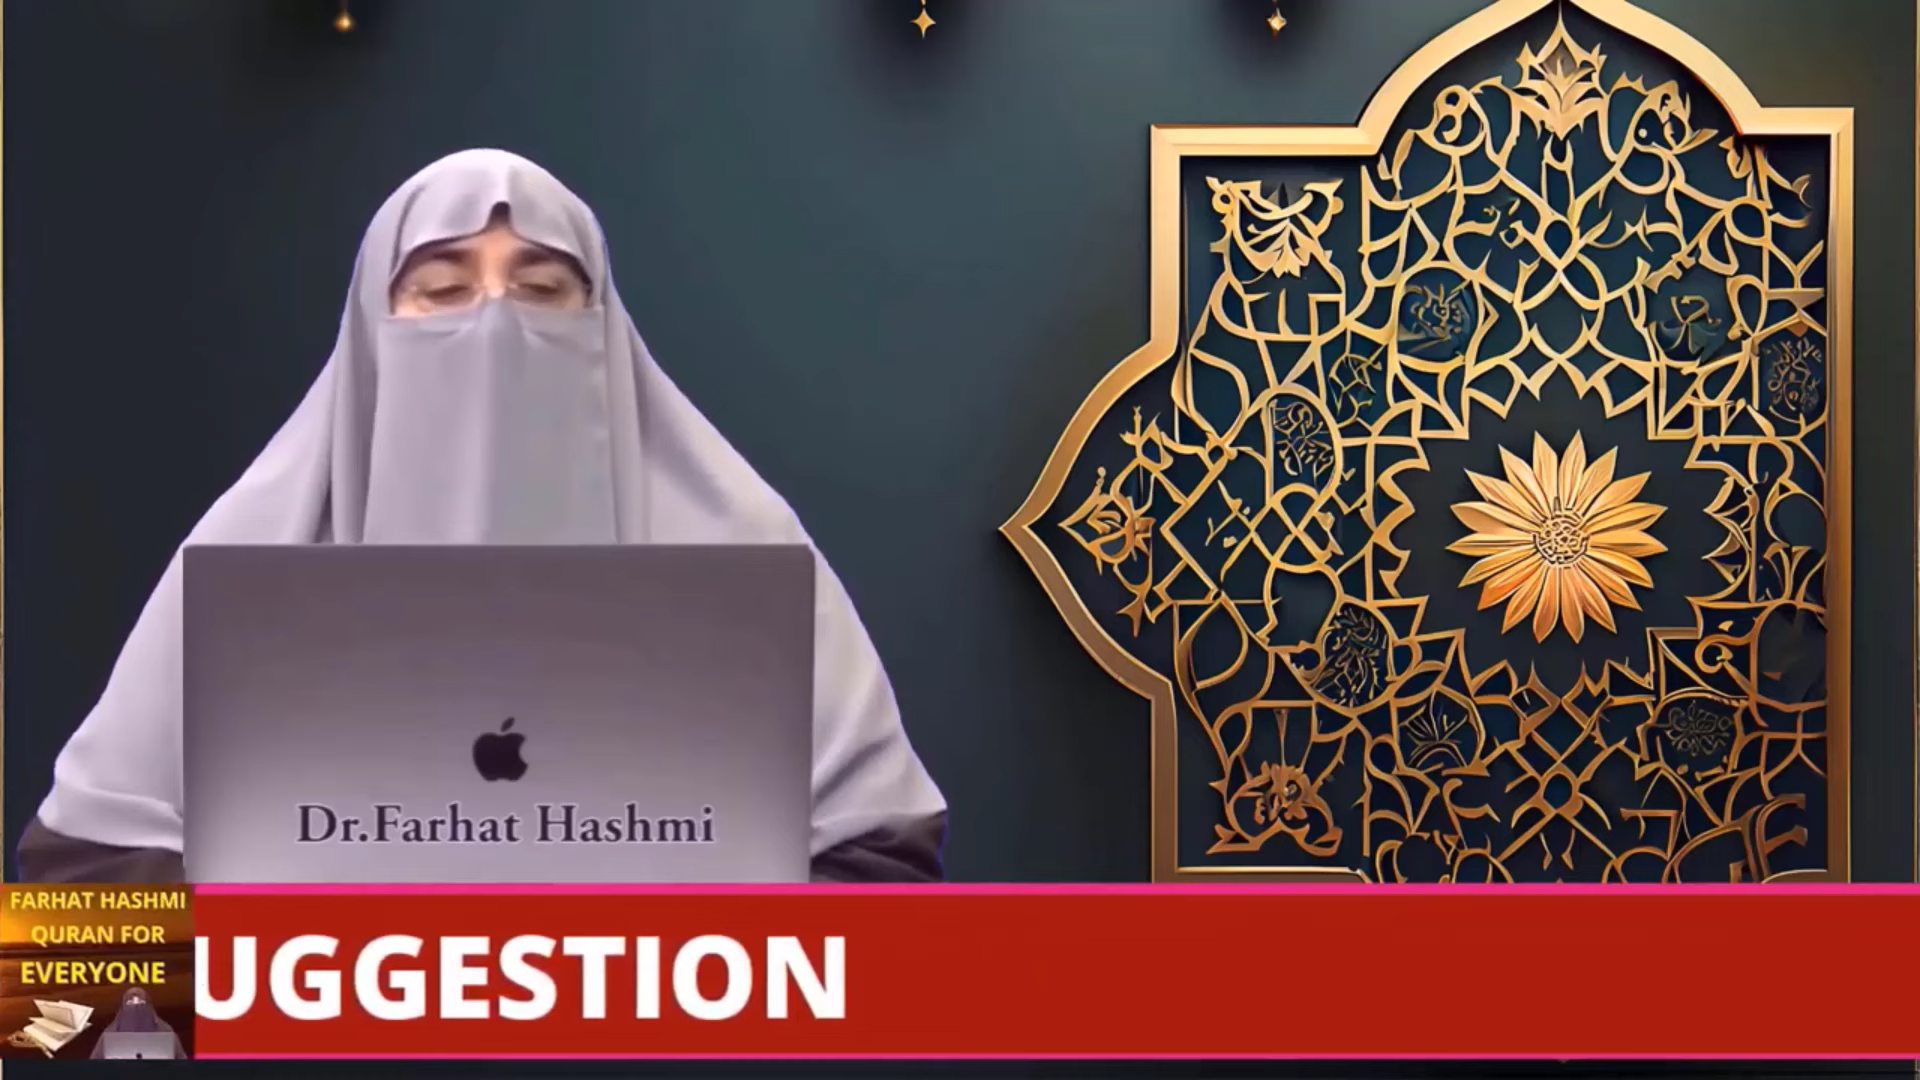 Dr.Farhat Hashmi
FARHAT HASHMI
QURAN FOR
EVERYONE
UGGESTION